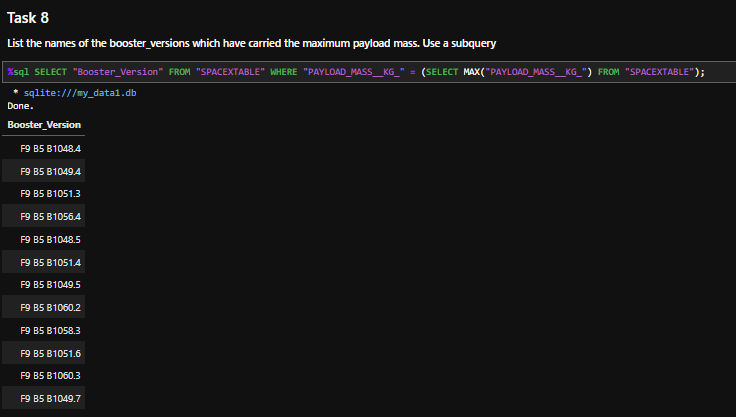 Task 8
List the names of the booster_versions which have carried the maximum payload mass. Use a subquery
%sql SELECT "Booster_Version" FROM "SPACEXTABLE" WHERE "PAYLOAD_MASS__KG_" = (SELECT MAX("PAYLOAD_MASS__KG_") FROM "SPACEXTABLE");
* sqlite:///my_data1.db
Done.
Booster_Version
F9 B5 B1048.4
F9 B5 B1049.4
F9 B5 B1051.3
F9 B5 B1056.4
F9 B5 B1048.5
F9 B5 B1051.4
F9 B5 B1049.5
F9 B5 B1060.2
F9 B5 B1058.3
F9 B5 B1051.6
F9 B5 B1060.3
F9 B5 B1049.7